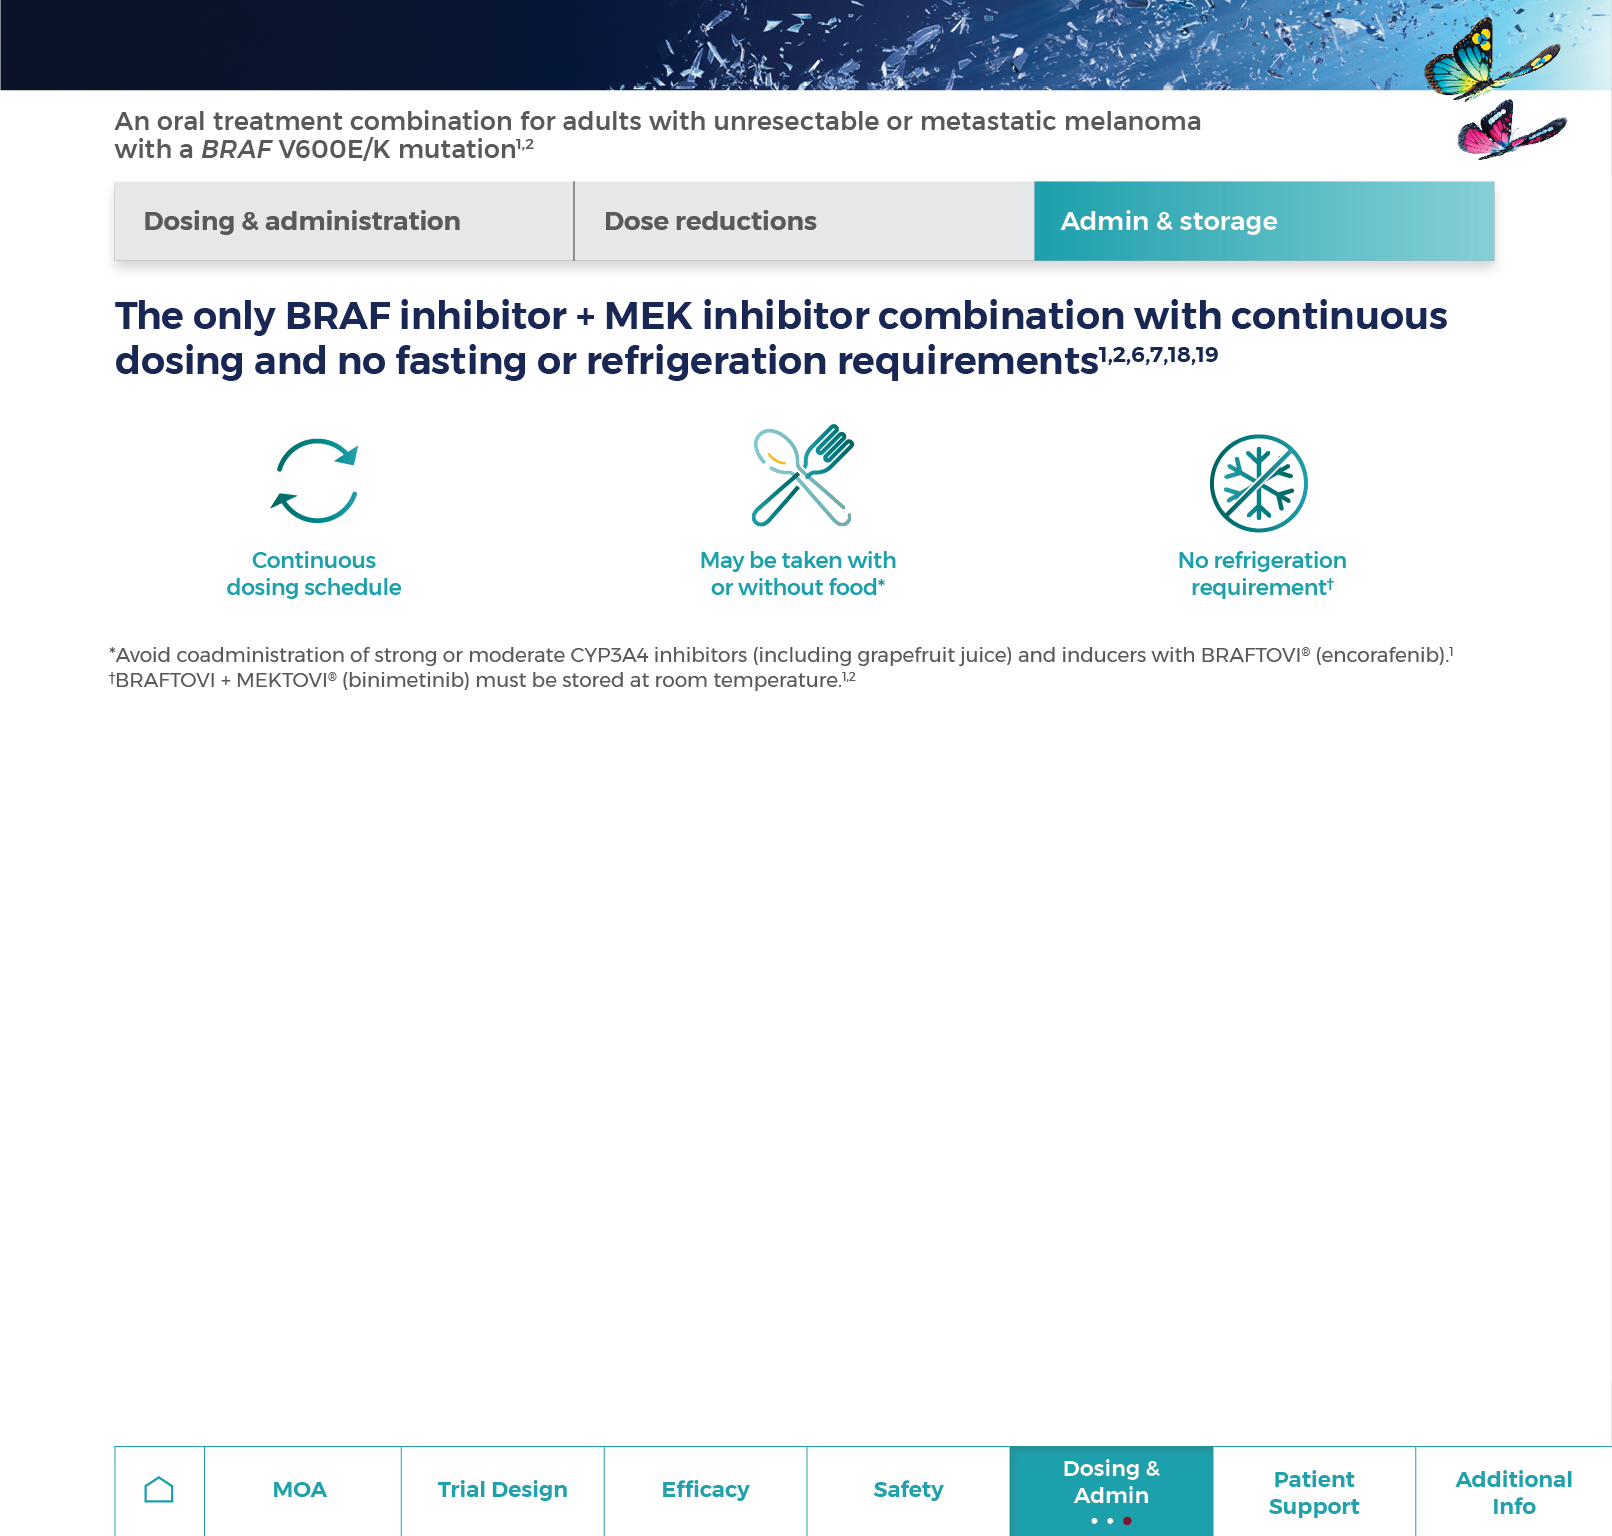 An oral treatment combination for adults with unresectable or metastatic melanoma
with a BRAF V600E/K mutation1,2
Dosing & administration
Dose reductions
Admin & storage
The only BRAF inhibitor + MEK inhibitor combination with continuous
dosing and no fasting or refrigeration requirements1,2,6,7,18,19
Continuous
dosing schedule
May be taken with
or without food*
No refrigeration
requirement†
*Avoid coadministration of strong or moderate CYP3A4 inhibitors (including grapefruit juice) and inducers with BRAFTOVI® (encorafenib).1
†BRAFTOVI + MEKTOVI® (binimetinib) must be stored at room temperature.1,2
MOA
Trial Design
Efficacy
Safety
Dosing &
Admin
Patient
Support
Additional
Info